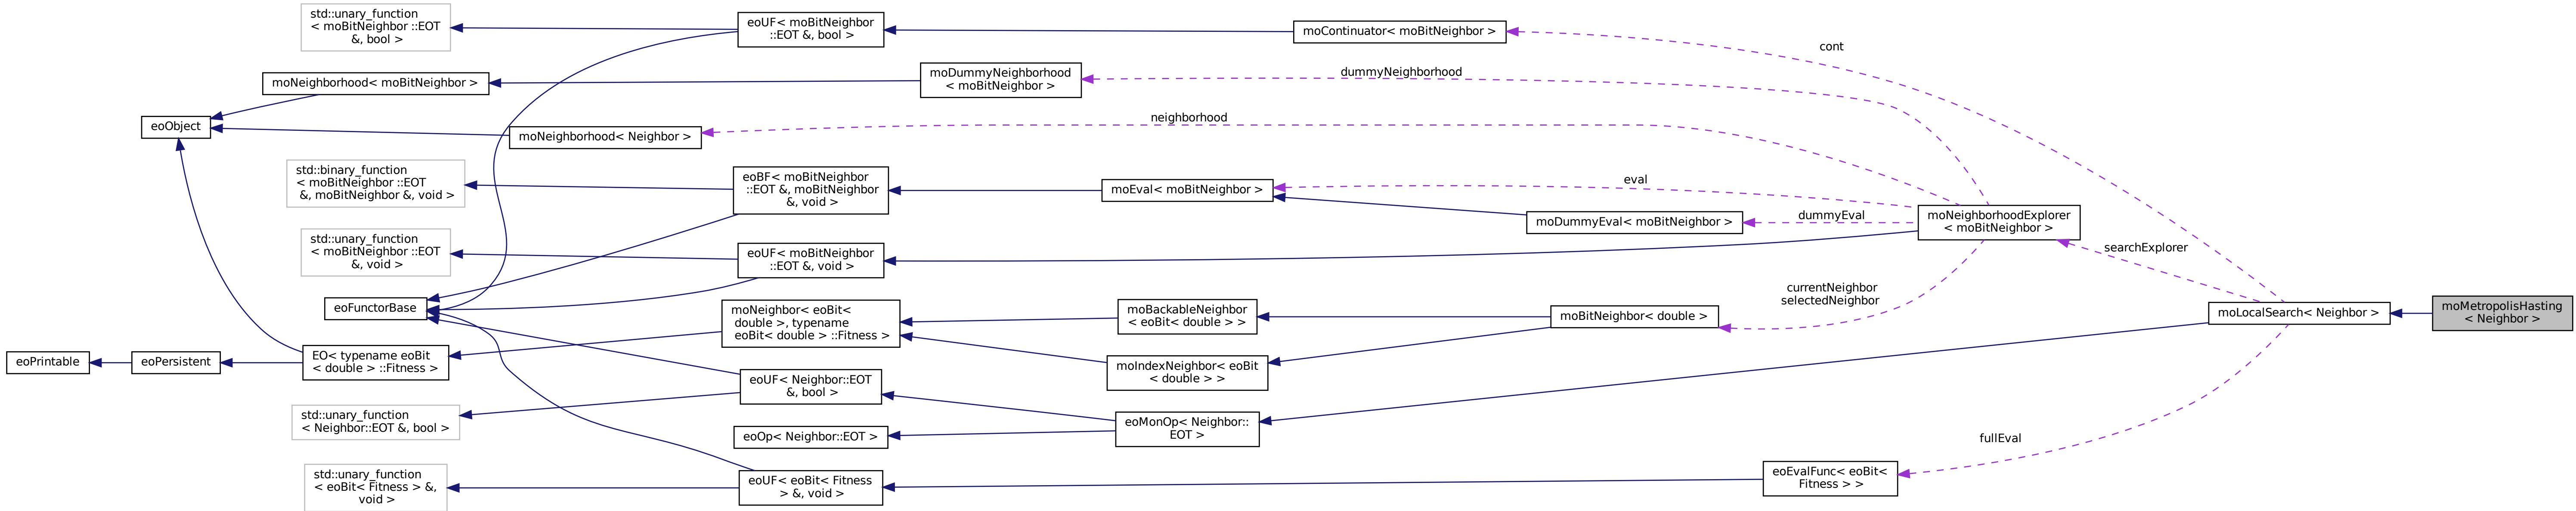 std::unary_function
< moBitNeighbor ::EOT
&, bool >
eoUF< moBitNeighbor
::EOT &, bool >
moContinuator< moBitNeighbor >
cont
moNeighborhood< moBitNeighbor >
moDummyNeighborhood
< moBitNeighbor >
dummyNeighborhood
eoObject
moNeighborhood< Neighbor >
neighborhood
std::binary_function
< moBitNeighbor ::EOT
&, moBitNeighbor &, void >
eoBF< moBitNeighbor
::EOT &, moBitNeighbor
&, void >
moEval< moBitNeighbor >
eval
moDummyEval< moBitNeighbor >
dummyEval
moNeighborhoodExplorer
< moBitNeighbor >
searchExplorer
std::unary_function
< moBitNeighbor ::EOT
&, void >
eoUF< moBitNeighbor
::EOT &, void >
eoFunctorBase
moNeighbor< eoBit<
double >, typename
eoBit< double > ::Fitness >
moBackableNeighbor
< eoBit< double > >
moBitNeighbor< double >
currentNeighbor
selectedNeighbor
moLocalSearch< Neighbor >
moMetropolisHasting
< Neighbor >
eoPrintable
eoPersistent
EO< typename eoBit
< double > ::Fitness >
moIndexNeighbor< eoBit
< double > >
eoUF< Neighbor::EOT
&, bool >
std::unary_function
< Neighbor::EOT &, bool >
eoOp< Neighbor::EOT >
eoMonOp< Neighbor::
EOT >
fullEval
std::unary_function
< eoBit< Fitness > &,
void >
eoUF< eoBit< Fitness
> &, void >
eoEvalFunc< eoBit<
Fitness > >